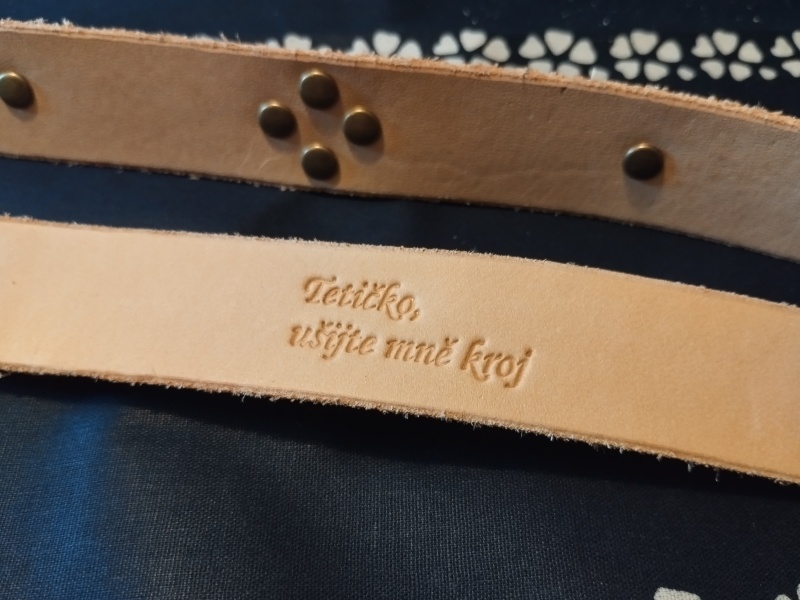 Tetičko,
ušijte mně kroj